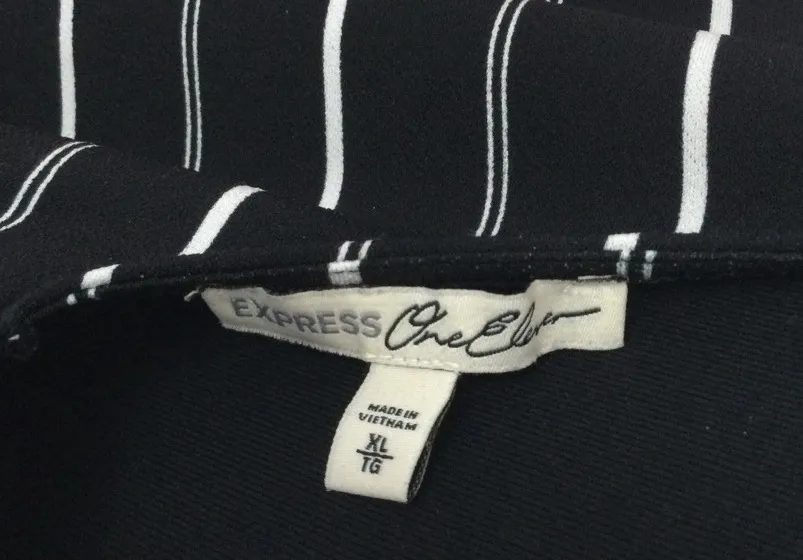 EXPRESS One Eleven
MADE IN
VIETNAM
XL
TG